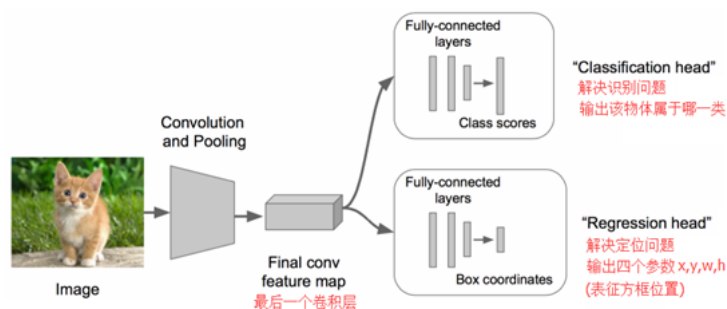 Image
Convolution
and Pooling
Final conv
feature map
最后一个卷积层
Fully-connected
layers
Class scores
"Classification head"
解决识别问题
输出该物体属于哪一类
Fully-connected
layers
Box coordinates
"Regression head"
解决定位问题
输出四个参数 x,y,w,h
(表征方框位置)